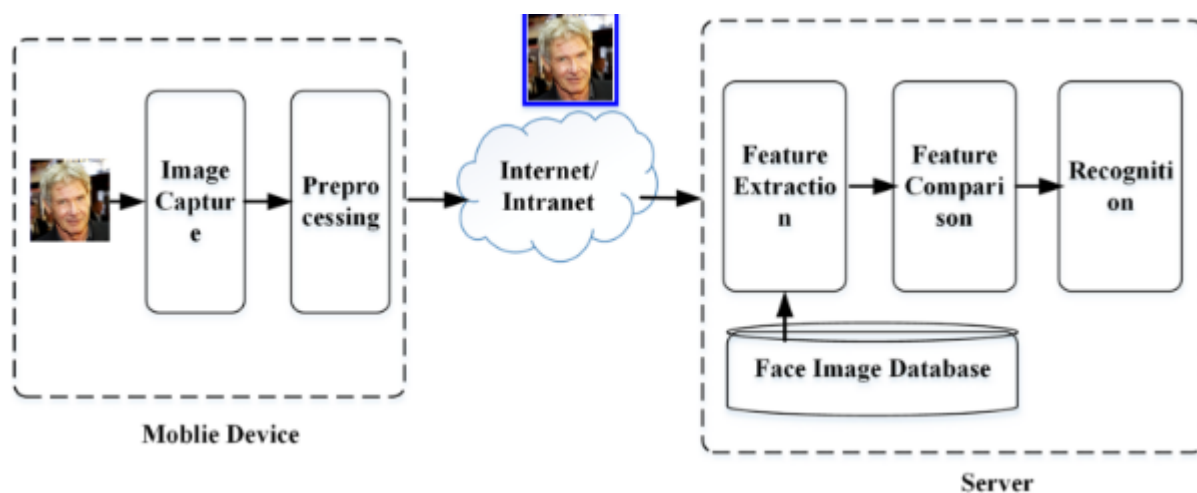 Image
Captur
e
Prepro
cessing
Internet/
Intranet
Feature
Extractio
n
Feature
Compari
son
Recogniti
on
Face Image Database
Moblie Device
Server